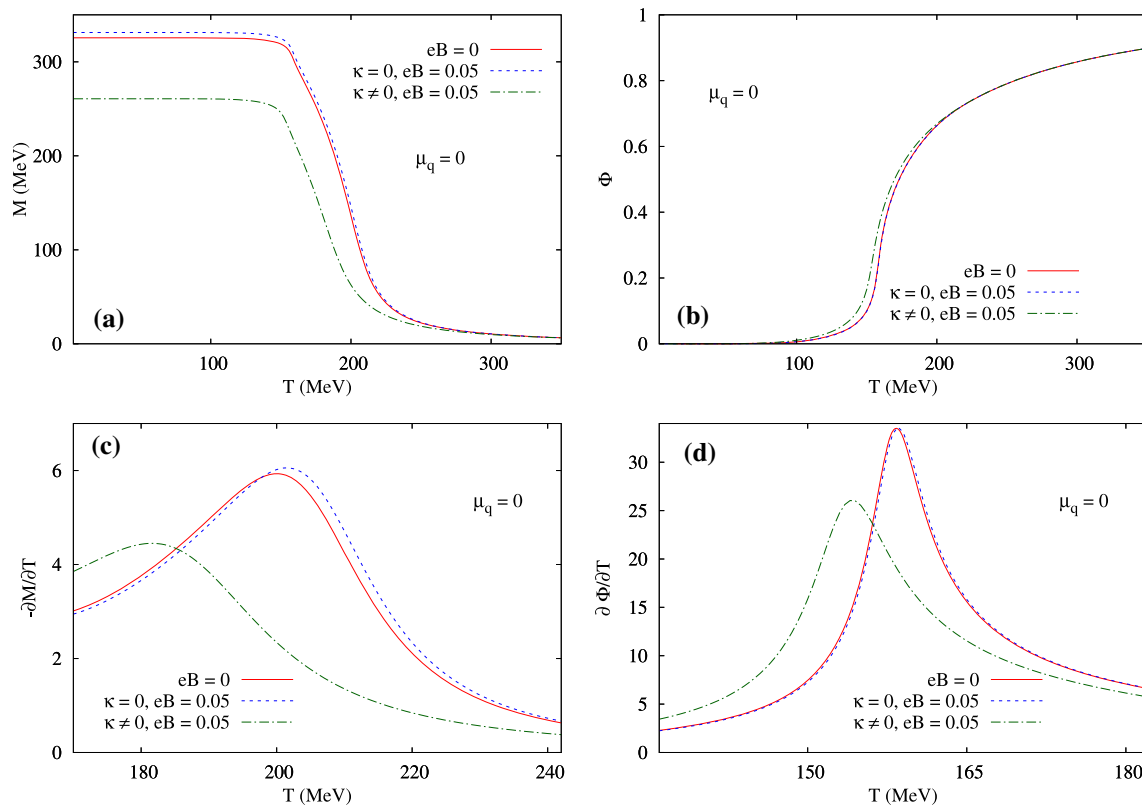 M (MeV)
300
200
100
0
100
200
300
T (MeV)
eB = 0
κ = 0, eB = 0.05
κ ≠ 0, eB = 0.05
μq = 0
(a)
Φ
1
0.8
0.6
0.4
0.2
0
100
200
300
T (MeV)
μq = 0
eB = 0
κ = 0, eB = 0.05
κ ≠ 0, eB = 0.05
(b)
-∂M/∂T
6
4
2
0
180
200
220
240
T (MeV)
(c)
μq = 0
eB = 0
κ = 0, eB = 0.05
κ ≠ 0, eB = 0.05
∂ Φ/∂T
30
25
20
15
10
5
0
150
165
180
T (MeV)
(d)
μq = 0
eB = 0
κ = 0, eB = 0.05
κ ≠ 0, eB = 0.05